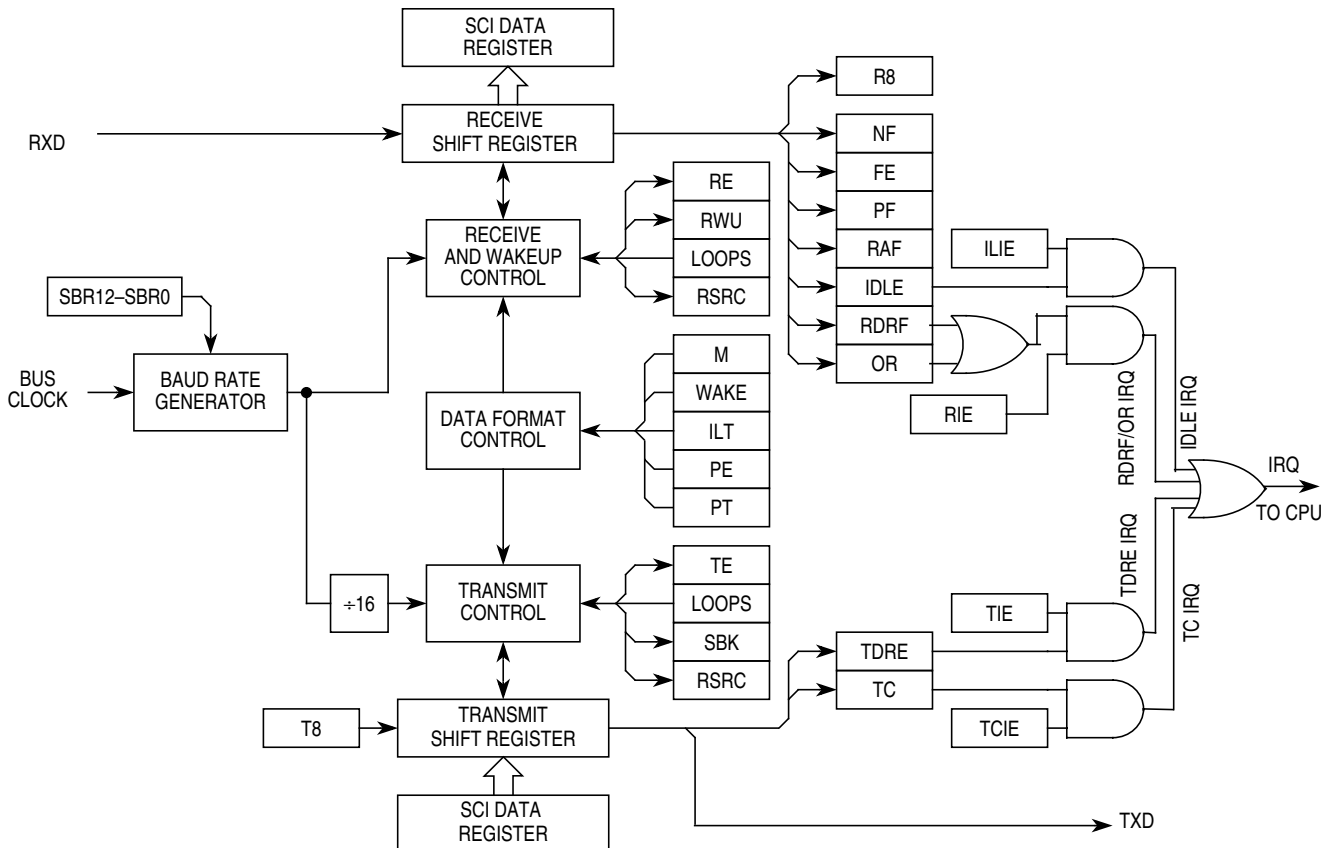 SCI DATA
REGISTER
RXD
RECEIVE
SHIFT REGISTER
R8
NF
FE
PF
RAF
IDLE
RDRF
OR
RE
RWU
LOOPS
RSRC
RECEIVE
AND WAKEUP
CONTROL
ILIE
RIE
SBR12–SBR0
BUS
CLOCK
BAUD RATE
GENERATOR
DATA FORMAT
CONTROL
M
WAKE
ILT
PE
PT
RDRF/OR IRQ
IDLE IRQ
IRQ
TO CPU
TDRE IRQ
TC IRQ
÷16
TRANSMIT
CONTROL
TE
LOOPS
SBK
RSRC
TIE
TDRE
TC
TCIE
T8
TRANSMIT
SHIFT REGISTER
SCI DATA
REGISTER
TXD